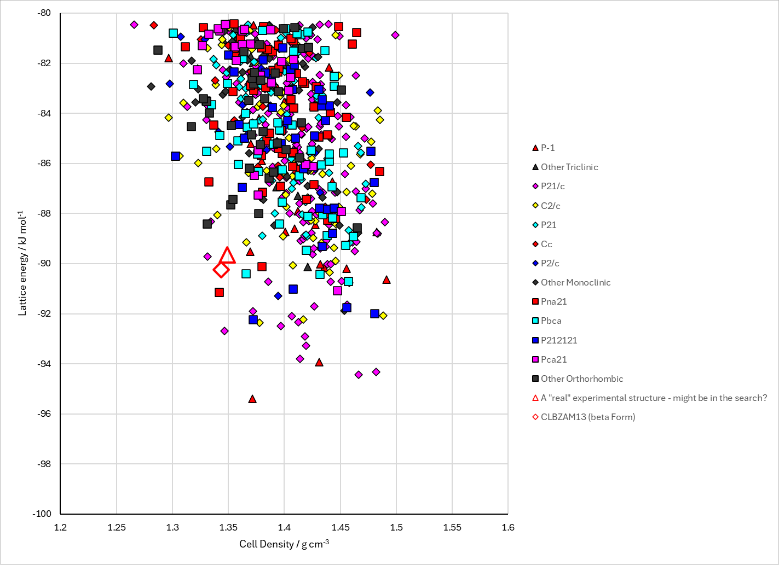 -80
-82
-84
-86
-88
-90
-92
-94
-96
-98
-100
Lattice energy / kJ mol-1
1.2
1.25
1.3
1.35
1.4
1.45
1.5
1.55
1.6
Cell Density / g cm-3
P-1
Other Triclinic
P21/c
C2/c
P21
Cc
P2/c
Other Monoclinic
Pna21
Pbca
P212121
Pca21
Other Orthorhombic
A "real" experimental structure - might be in the search?
CLBZAM13 (beta Form)